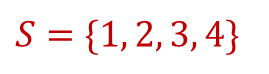 S = {1, 2, 3, 4}